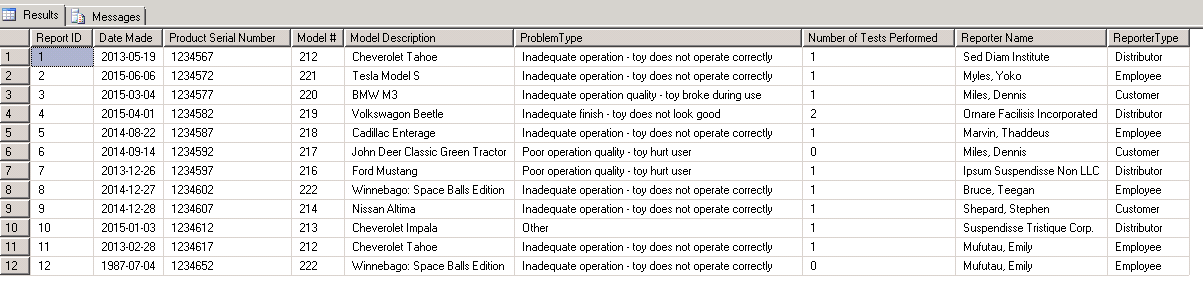 Results Messages
Report ID Date Made Product Serial Number Model # Model Description ProblemType Number of Tests Performed Reporter Name ReporterType
1 1 2013-05-19 1234567 212 Cheverolet Tahoe Inadequate operation - toy does not operate correctly 1 Sed Diam Institute Distributor
2 2 2015-06-06 1234572 221 Tesla Model S Inadequate operation - toy does not operate correctly 1 Myles, Yoko Employee
3 3 2015-03-04 1234577 220 BMW M3 Inadequate operation quality - toy broke during use 1 Miles, Dennis Customer
4 4 2015-04-01 1234582 219 Volkswagon Beetle Inadequate finish - toy does not look good 2 Ornare Facilisis Incorporated Distributor
5 5 2014-08-22 1234587 218 Cadillac Enterage Inadequate operation - toy does not operate correctly 1 Marvin, Thaddeus Employee
6 6 2014-09-14 1234592 217 John Deer Classic Green Tractor Poor operation quality - toy hurt user 0 Miles, Dennis Customer
7 7 2013-12-26 1234597 216 Ford Mustang Poor operation quality - toy hurt user 1 Ipsum Suspendisse Non LLC Distributor
8 8 2014-12-27 1234602 222 Winnebago: Space Balls Edition Inadequate operation - toy does not operate correctly 1 Bruce, Teegan Employee
9 9 2014-12-28 1234607 214 Nissan Altima Inadequate operation - toy does not operate correctly 1 Shepard, Stephen Customer
10 10 2015-01-03 1234612 213 Cheverolet Impala Other 1 Suspendisse Tristique Corp. Distributor
11 11 2013-02-28 1234617 212 Cheverolet Tahoe Inadequate operation - toy does not operate correctly 1 Mufutau, Emily Employee
12 12 1987-07-04 1234652 222 Winnebago: Space Balls Edition Inadequate operation - toy does not operate correctly 0 Mufutau, Emily Employee